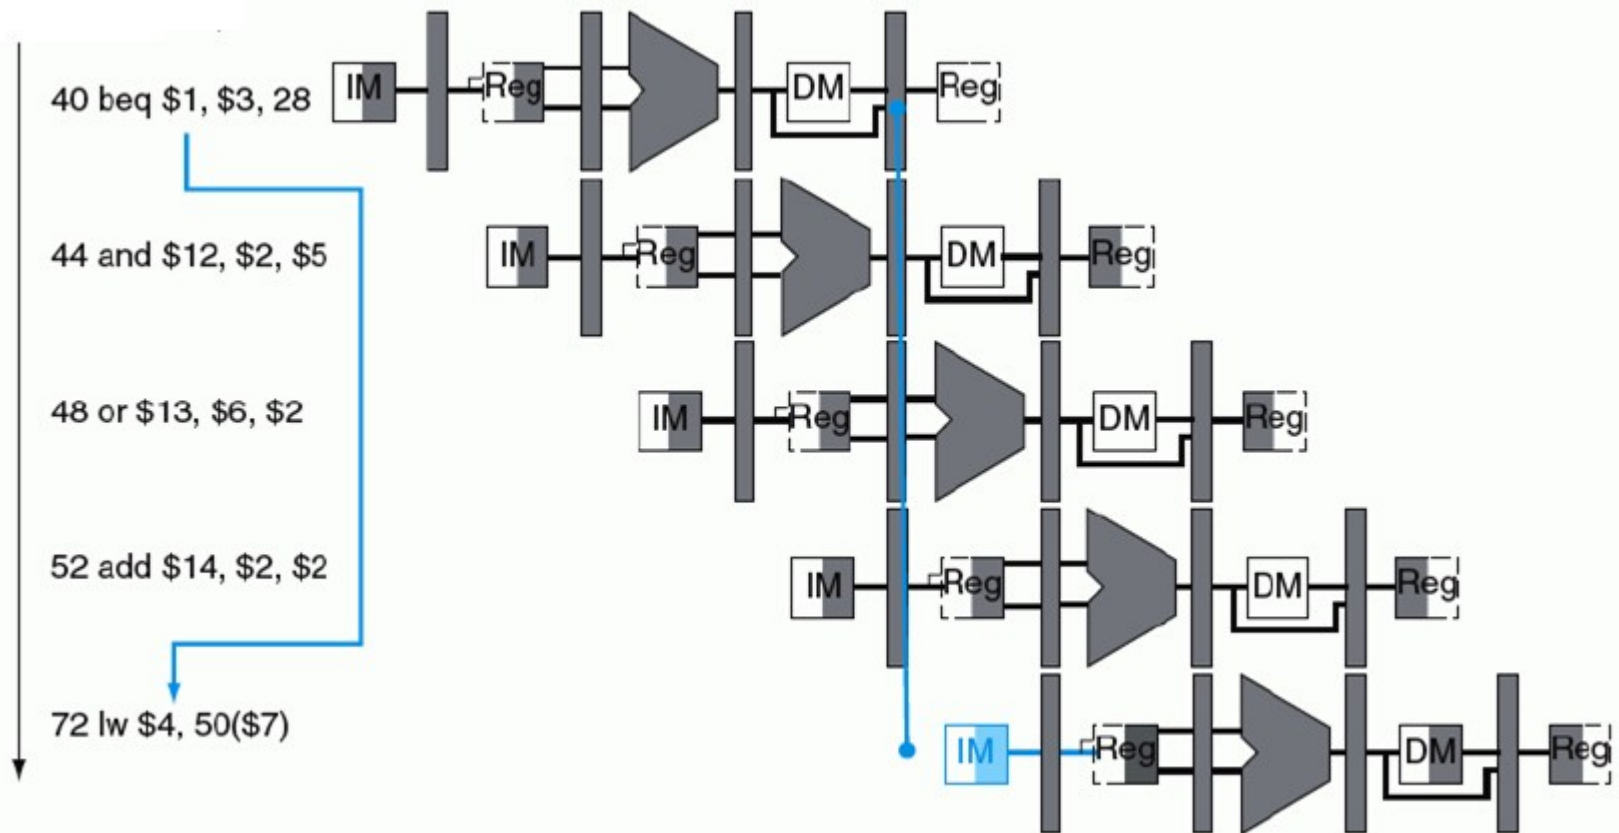 40 beq $1, $3, 28 IM Reg DM Reg
44 and $12, $2, $5 IM Reg DM Reg
48 or $13, $6, $2 IM Reg DM Reg
52 add $14, $2, $2 IM Reg DM Reg
72 lw $4, 50($7) IM Reg DM Reg